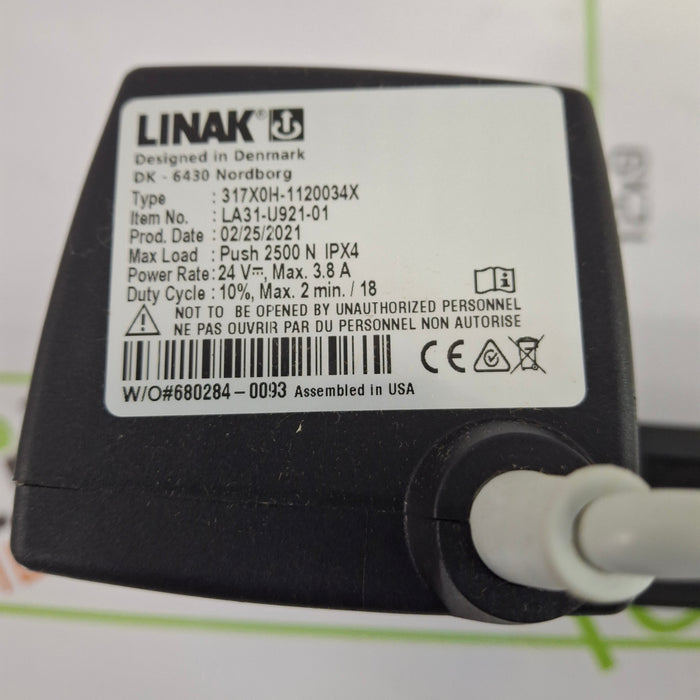 LINAK®
Designed in Denmark
DK - 6430 Nordborg
Type : 317X0H-1120034X
Item No. : LA31-U921-01
Prod. Date : 02/25/2021
Max Load : Push 2500 N IPX4
Power Rate: 24 V⎓, Max. 3.8 A
Duty Cycle : 10%, Max. 2 min. / 18
NOT TO BE OPENED BY UNAUTHORIZED PERSONNEL
NE PAS OUVRIR PAR DU PERSONNEL NON AUTORISE
CE
W/O#680284-0093 Assembled in USA